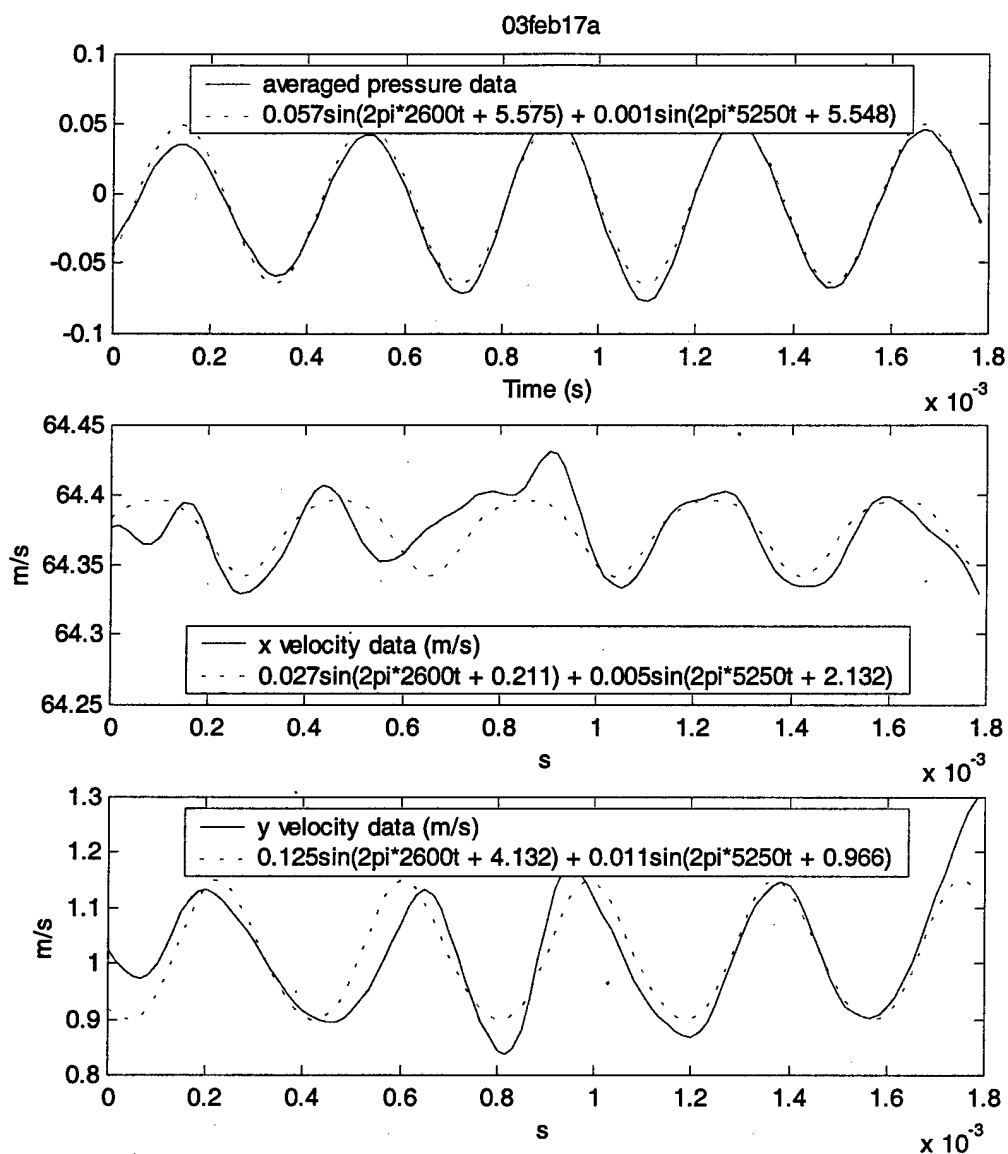 03feb17a
0.1
0.05
0
-0.05
-0.1
averaged pressure data
0.057sin(2pi*2600t + 5.575) + 0.001sin(2pi*5250t + 5.548)
0 0.2 0.4 0.6 0.8 1 1.2 1.4 1.6 1.8
Time (s)
x 10-3
64.45
64.4
64.35
64.3
64.25
m/s
x velocity data (m/s)
0.027sin(2pi*2600t + 0.211) + 0.005sin(2pi*5250t + 2.132)
0 0.2 0.4 0.6 0.8 1 1.2 1.4 1.6 1.8
s
x 10-3
1.3
1.2
1.1
1
0.9
0.8
m/s
y velocity data (m/s)
0.125sin(2pi*2600t + 4.132) + 0.011sin(2pi*5250t + 0.966)
0 0.2 0.4 0.6 0.8 1 1.2 1.4 1.6 1.8
s
x 10-3